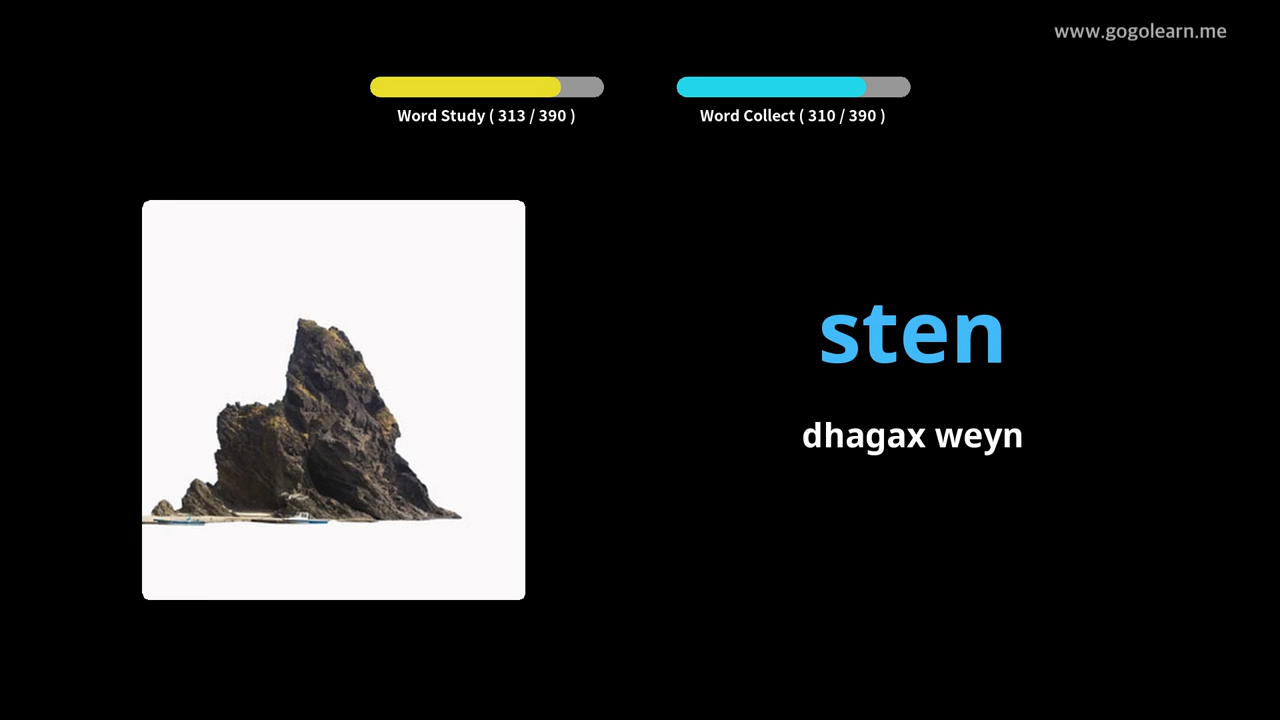 www.gogolearn.me
Word Study ( 313 / 390 )
Word Collect ( 310 / 390 )
sten
dhagax weyn